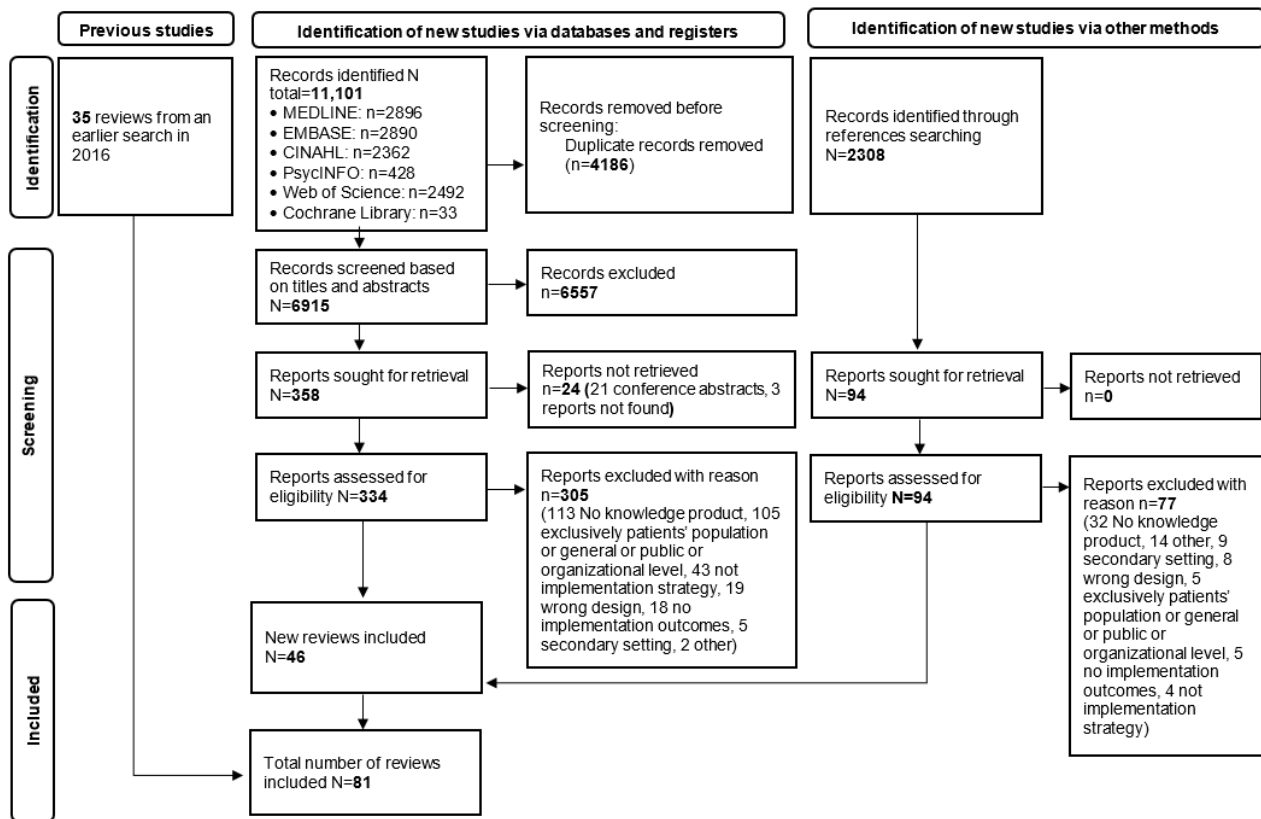 Previous studies
Identification of new studies via databases and registers
Identification of new studies via other methods
Identification
35 reviews from an
earlier search in
2016
Records identified N
total=11,101
• MEDLINE: n=2896
• EMBASE: n=2890
• CINAHL: n=2362
• PsycINFO: n=428
• Web of Science: n=2492
• Cochrane Library: n=33
Records removed before
screening:
Duplicate records removed
(n=4186)
Records identified through
references searching
N=2308
Screening
Records screened based
on titles and abstracts
N=6915
Records excluded
n=6557
Reports sought for retrieval
N=358
Reports not retrieved
n=24 (21 conference abstracts, 3
reports not found)
Reports sought for retrieval
N=94
Reports not retrieved
n=0
Reports assessed for
eligibility N=334
Reports excluded with reason
n=305
(113 No knowledge product, 105
exclusively patients' population
or general or public or
organizational level, 43 not
implementation strategy, 19
wrong design, 18 no
implementation outcomes, 5
secondary setting, 2 other)
Reports assessed for
eligibility N=94
Reports excluded with
reason n=77
(32 No knowledge
product, 14 other, 9
secondary setting, 8
wrong design, 5
exclusively patients'
population or general
or public or
organizational level, 5
no implementation
outcomes, 4 not
implementation
strategy)
Included
New reviews included
N=46
Total number of reviews
included N=81